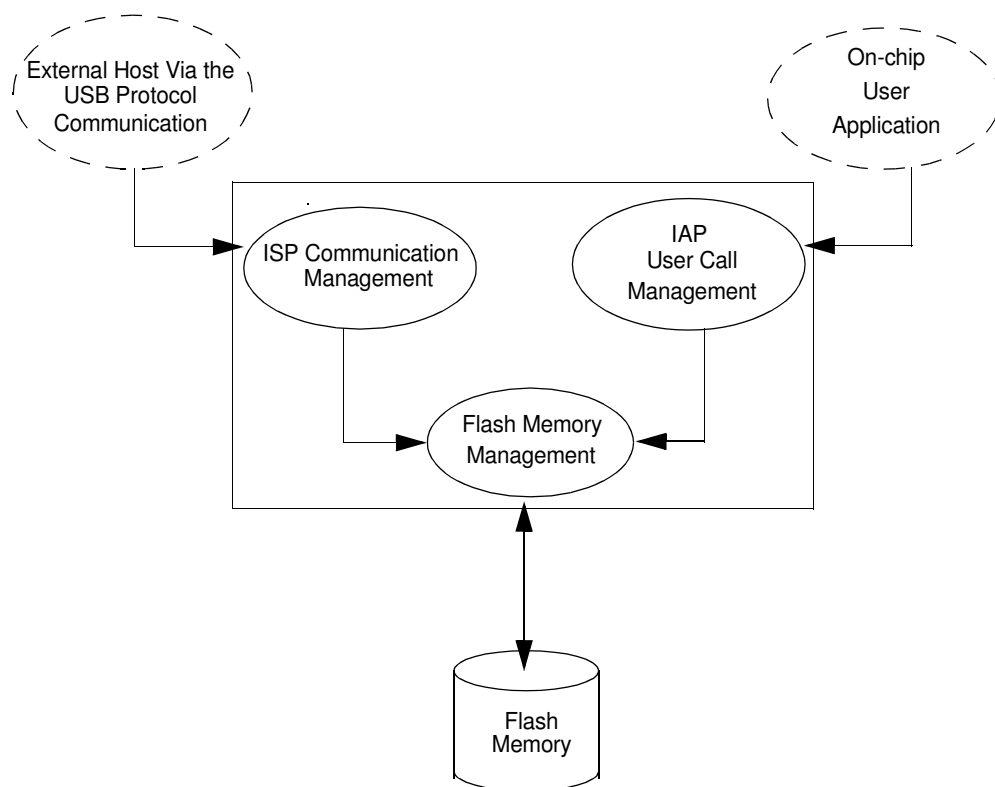 External Host Via the
USB Protocol
Communication
On-chip
User
Application
ISP Communication
Management
IAP
User Call
Management
Flash Memory
Management
Flash
Memory